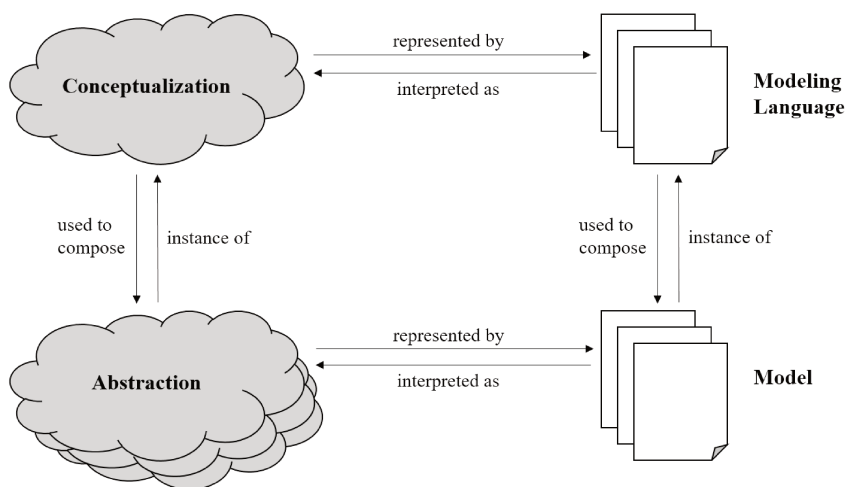 represented by
Conceptualization
interpreted as
Modeling
Language
used to
compose
instance of
used to
compose
instance of
represented by
Abstraction
interpreted as
Model